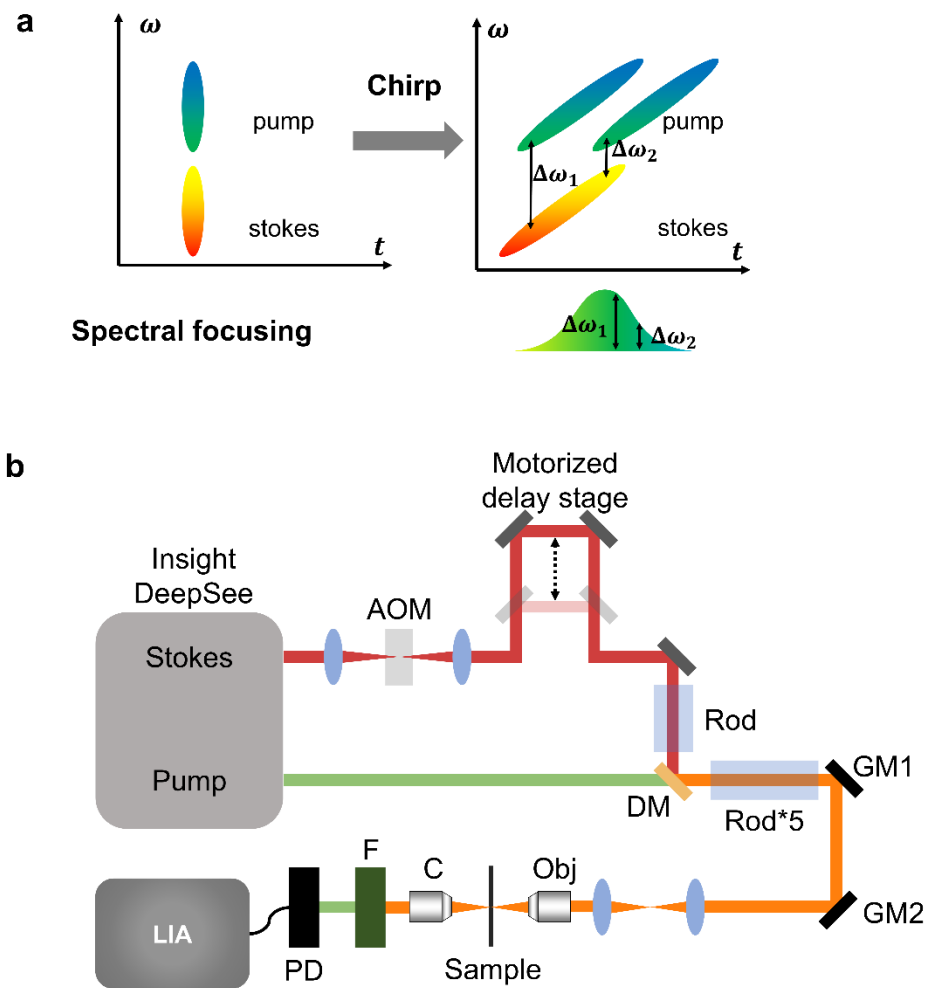 a
ω
pump
stokes
t
Chirp
ω
pump
Δω₁
Δω₂
stokes
t
Spectral focusing
Δω₁
Δω₂
b
Motorized
delay stage
Insight
DeepSee
AOM
Stokes
Rod
Pump
DM
Rod*5
GM1
F
C
Obj
GM2
LIA
PD
Sample